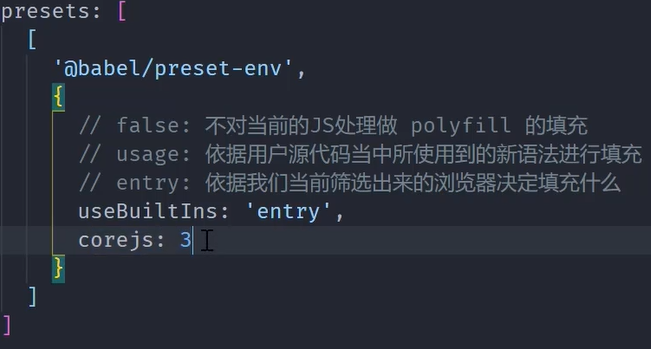 presets: [
[
'@babel/preset-env',
{
// false: 不对当前的JS处理做 polyfill 的填充
// usage: 依据用户源代码当中所使用到的新语法进行填充
// entry: 依据我们当前筛选出来的浏览器决定填充什么
useBuiltIns: 'entry',
corejs: 3
}
]
]